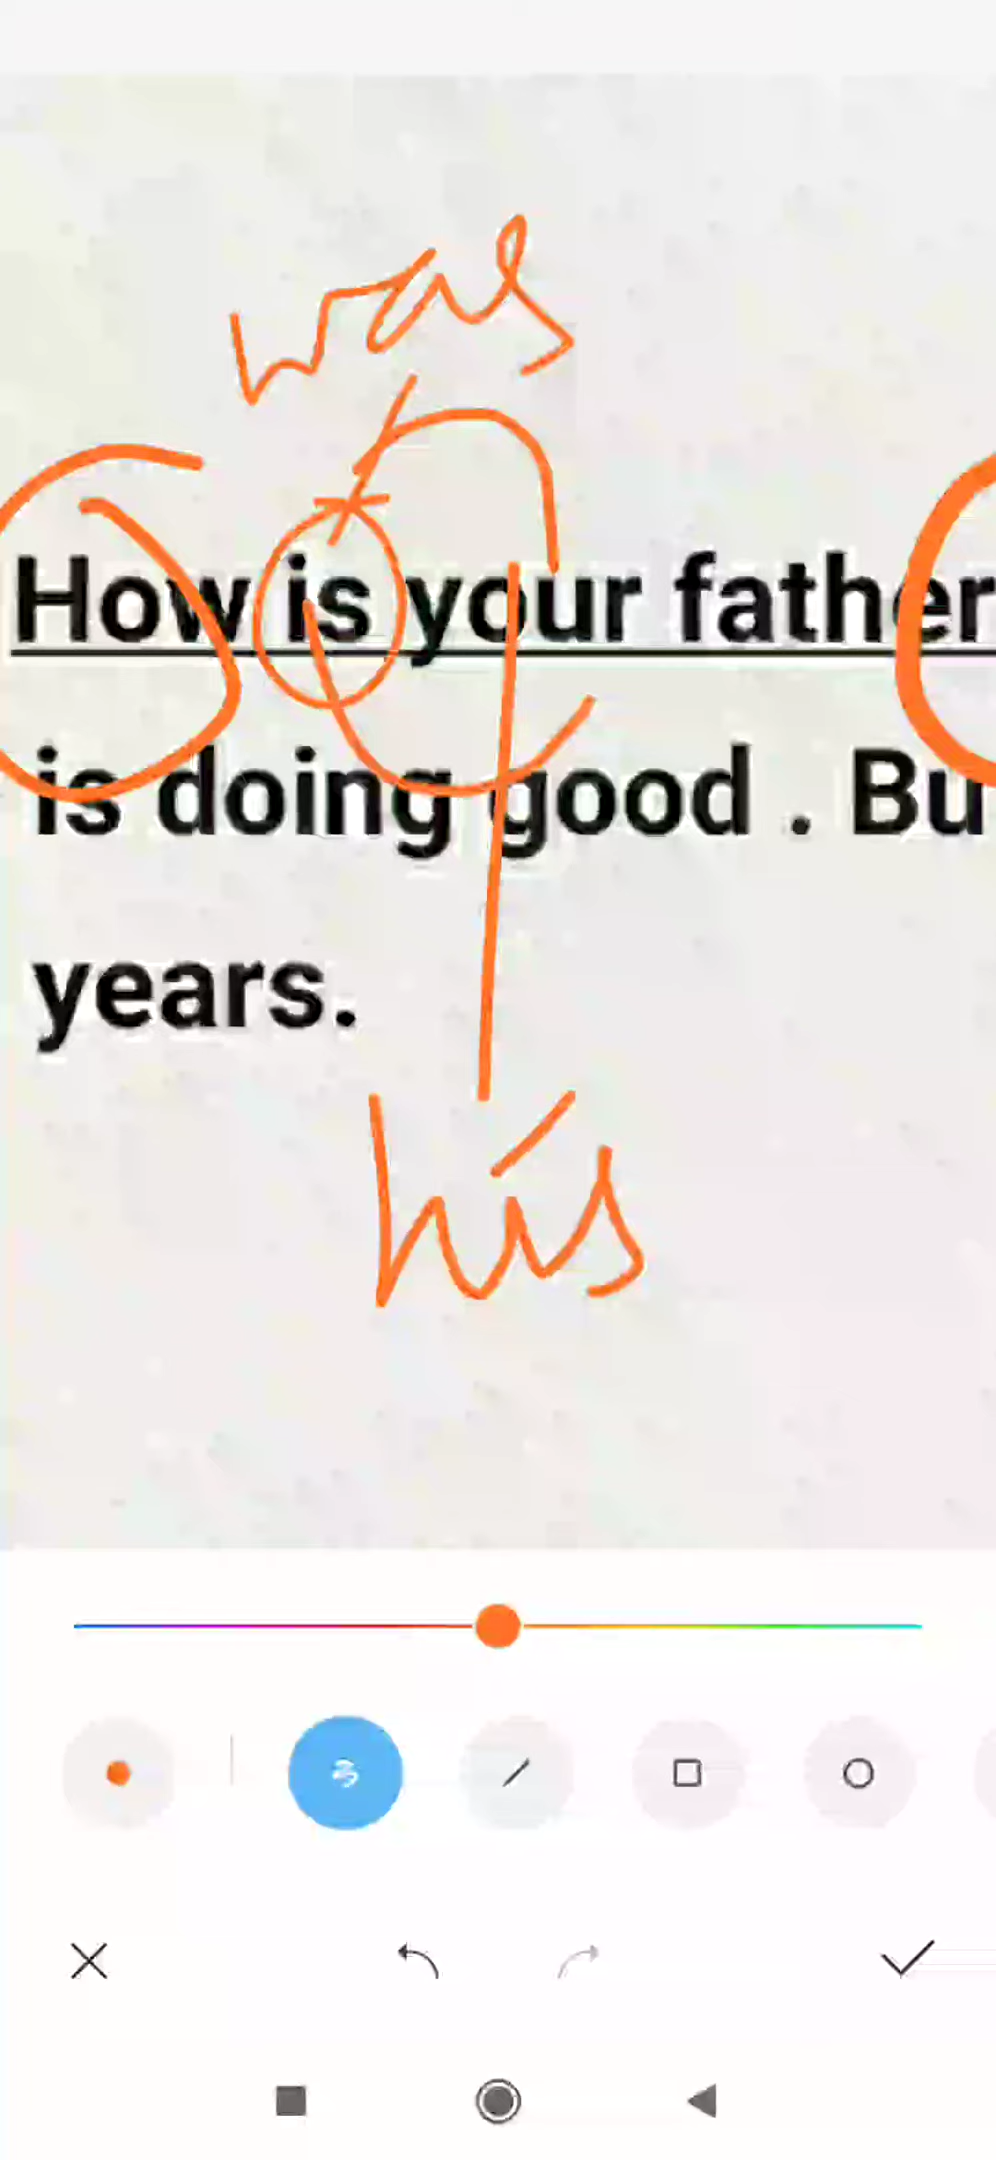 was
How is your father
is doing good . Bu
years.
his